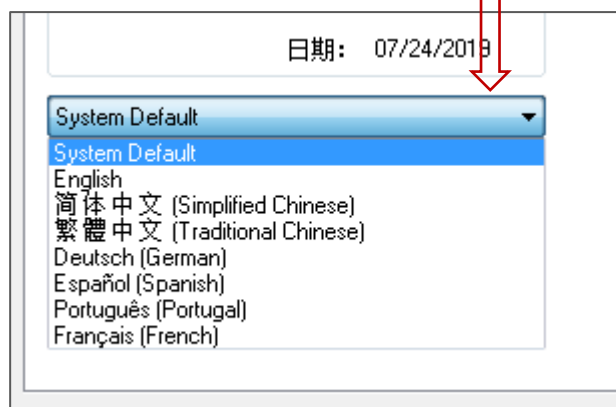 日期： 07/24/2019
System Default
System Default
English
简体中文 (Simplified Chinese)
繁體中文 (Traditional Chinese)
Deutsch (German)
Español (Spanish)
Português (Portugal)
Français (French)